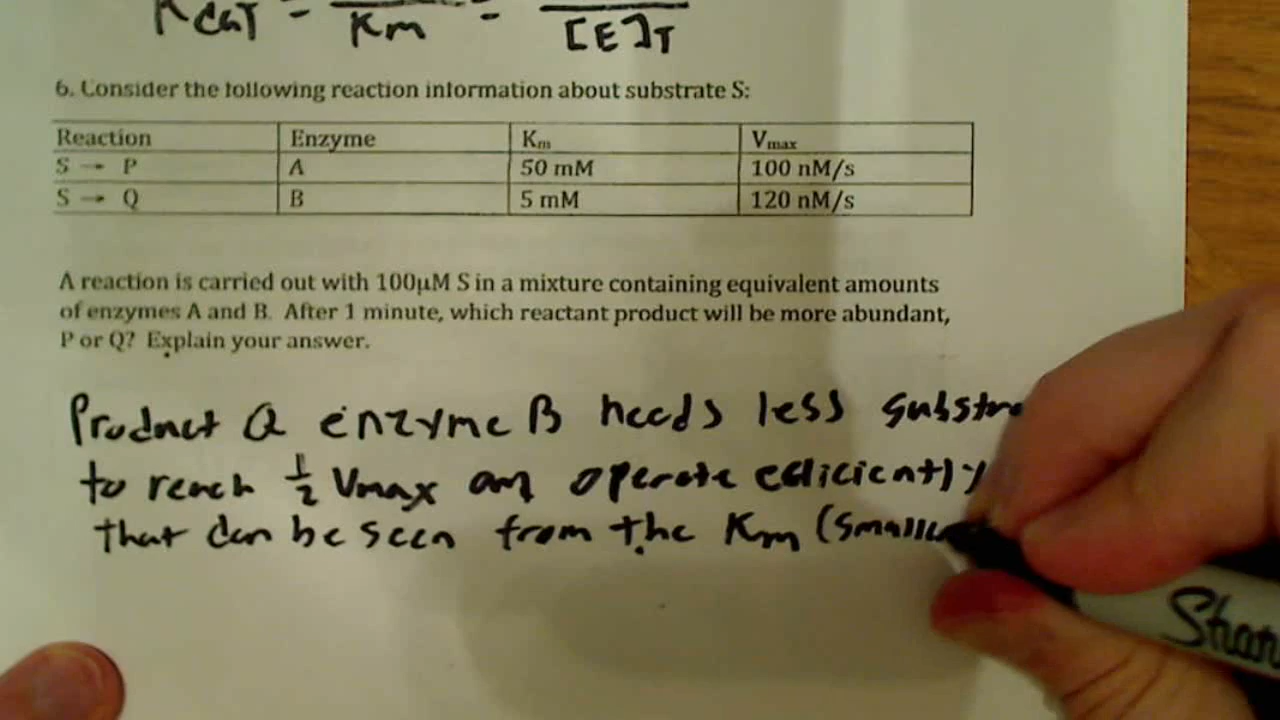 Kcat = Km = [E]T
6. Consider the following reaction information about substrate S:
Reaction Enzyme Km Vmax
S → P A 50 mM 100 nM/s
S → Q B 5 mM 120 nM/s
A reaction is carried out with 100μM S in a mixture containing equivalent amounts
of enzymes A and B. After 1 minute, which reactant product will be more abundant,
P or Q? Explain your answer.
Product Q enzyme B needs less substra
to reach 1/2 Vmax an operate efficiently
that can be seen from the Km (smalle
Shar